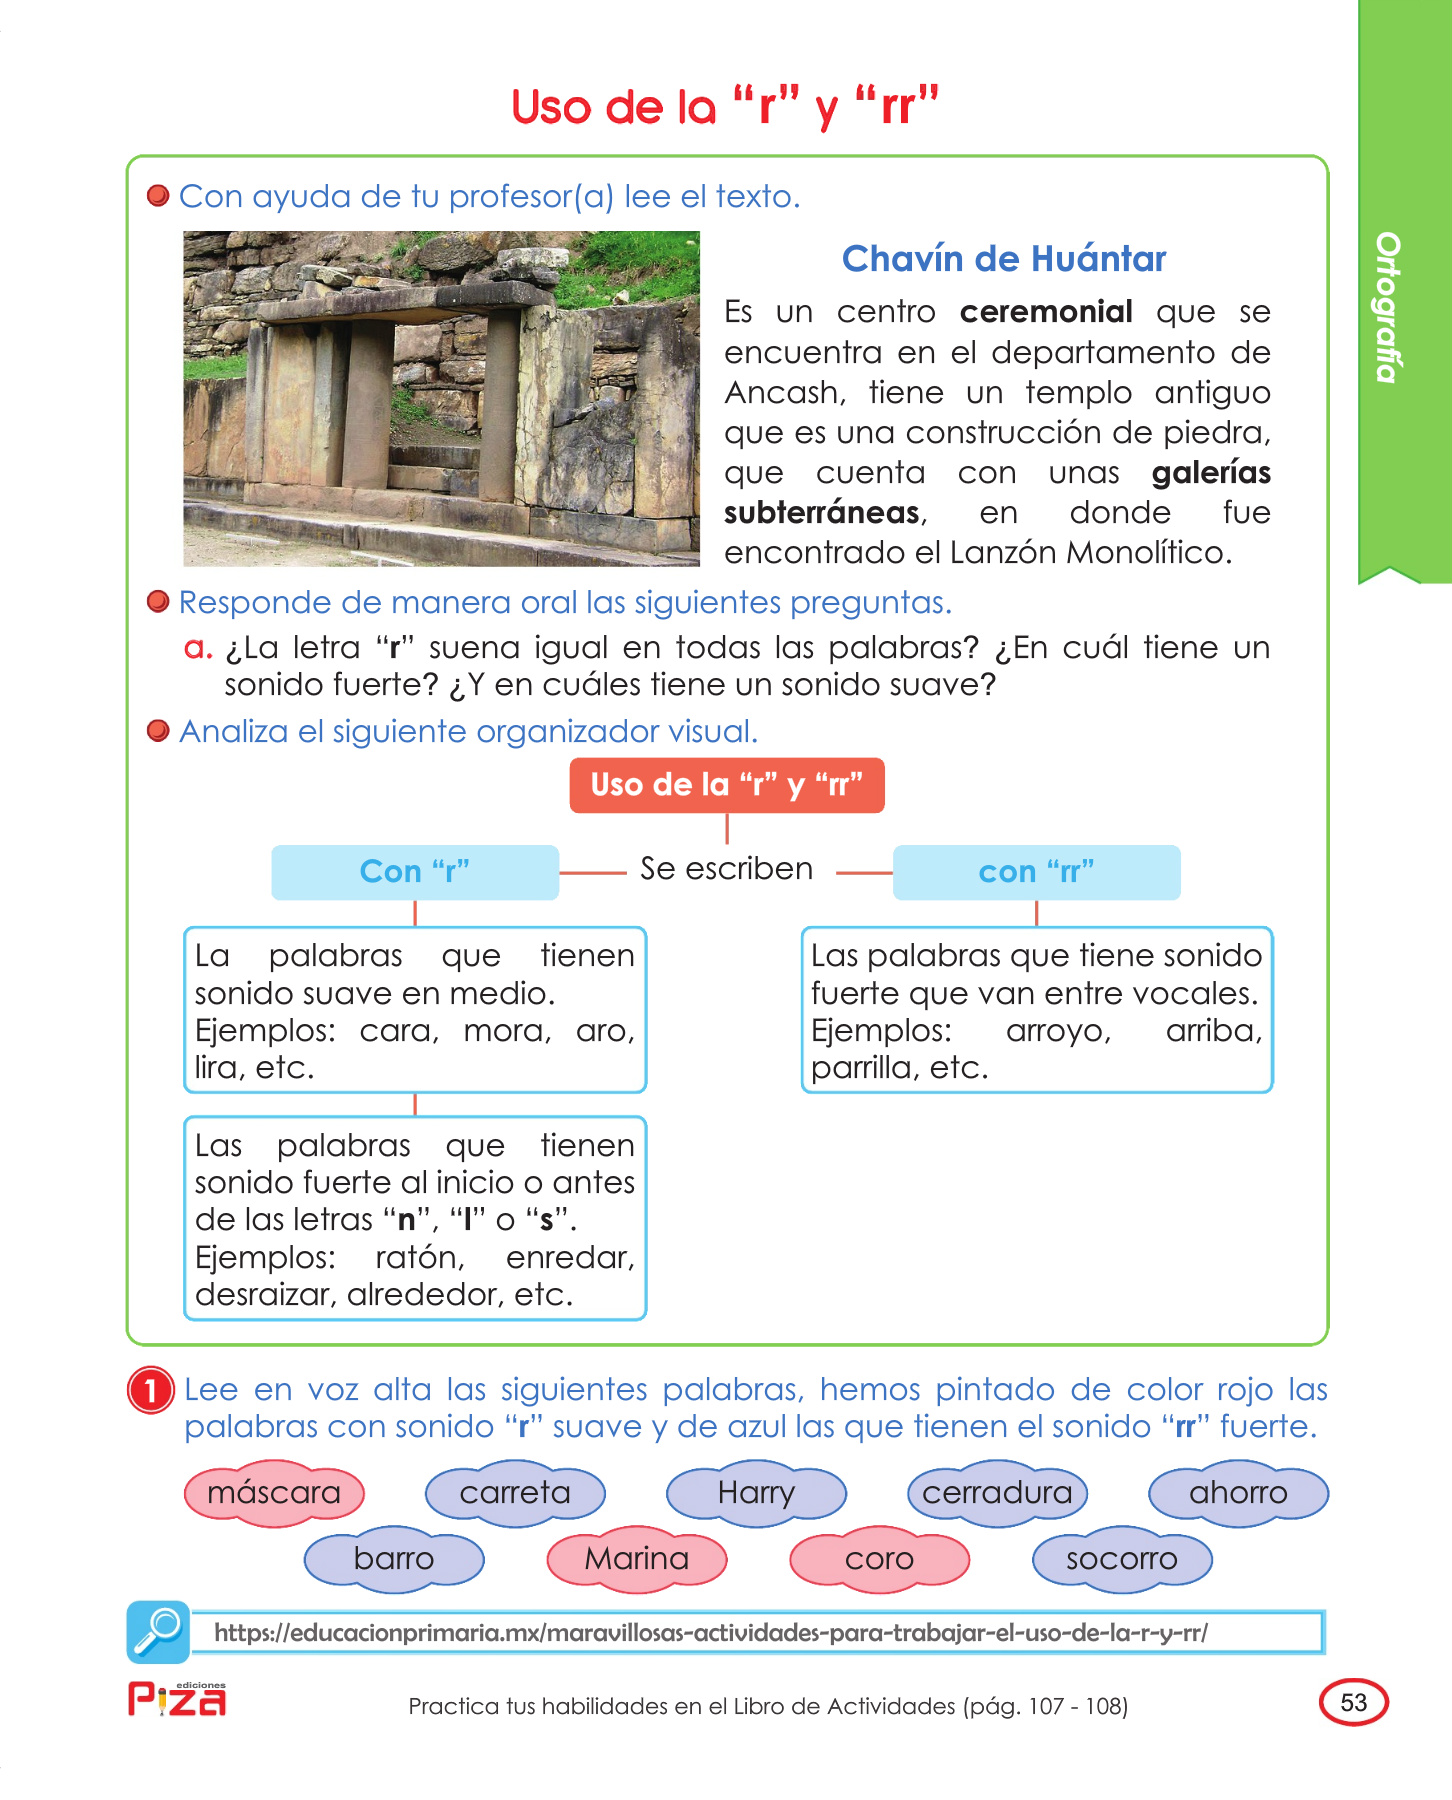 Uso de la “r” y “rr”
Ortografía
Con ayuda de tu profesor(a) lee el texto.
Chavín de Huántar
Es un centro ceremonial que se
encuentra en el departamento de
Ancash, tiene un templo antiguo
que es una construcción de piedra,
que cuenta con unas galerías
subterráneas, en donde fue
encontrado el Lanzón Monolítico.
Responde de manera oral las siguientes preguntas.
a. ¿La letra “r” suena igual en todas las palabras? ¿En cuál tiene un
sonido fuerte? ¿Y en cuáles tiene un sonido suave?
Analiza el siguiente organizador visual.
Uso de la “r” y “rr”
Con “r”
Se escriben
con “rr”
La palabras que tienen
sonido suave en medio.
Ejemplos: cara, mora, aro,
lira, etc.
Las palabras que tiene sonido
fuerte que van entre vocales.
Ejemplos: arroyo, arriba,
parrilla, etc.
Las palabras que tienen
sonido fuerte al inicio o antes
de las letras “n”, “l” o “s”.
Ejemplos: ratón, enredar,
desraizar, alrededor, etc.
1 Lee en voz alta las siguientes palabras, hemos pintado de color rojo las
palabras con sonido “r” suave y de azul las que tienen el sonido “rr” fuerte.
máscara carreta Harry cerradura ahorro
barro Marina coro socorro
https://educacionprimaria.mx/maravillosas-actividades-para-trabajar-el-uso-de-la-r-y-rr/
ediciones
PIZA
Practica tus habilidades en el Libro de Actividades (pág. 107 - 108)
53